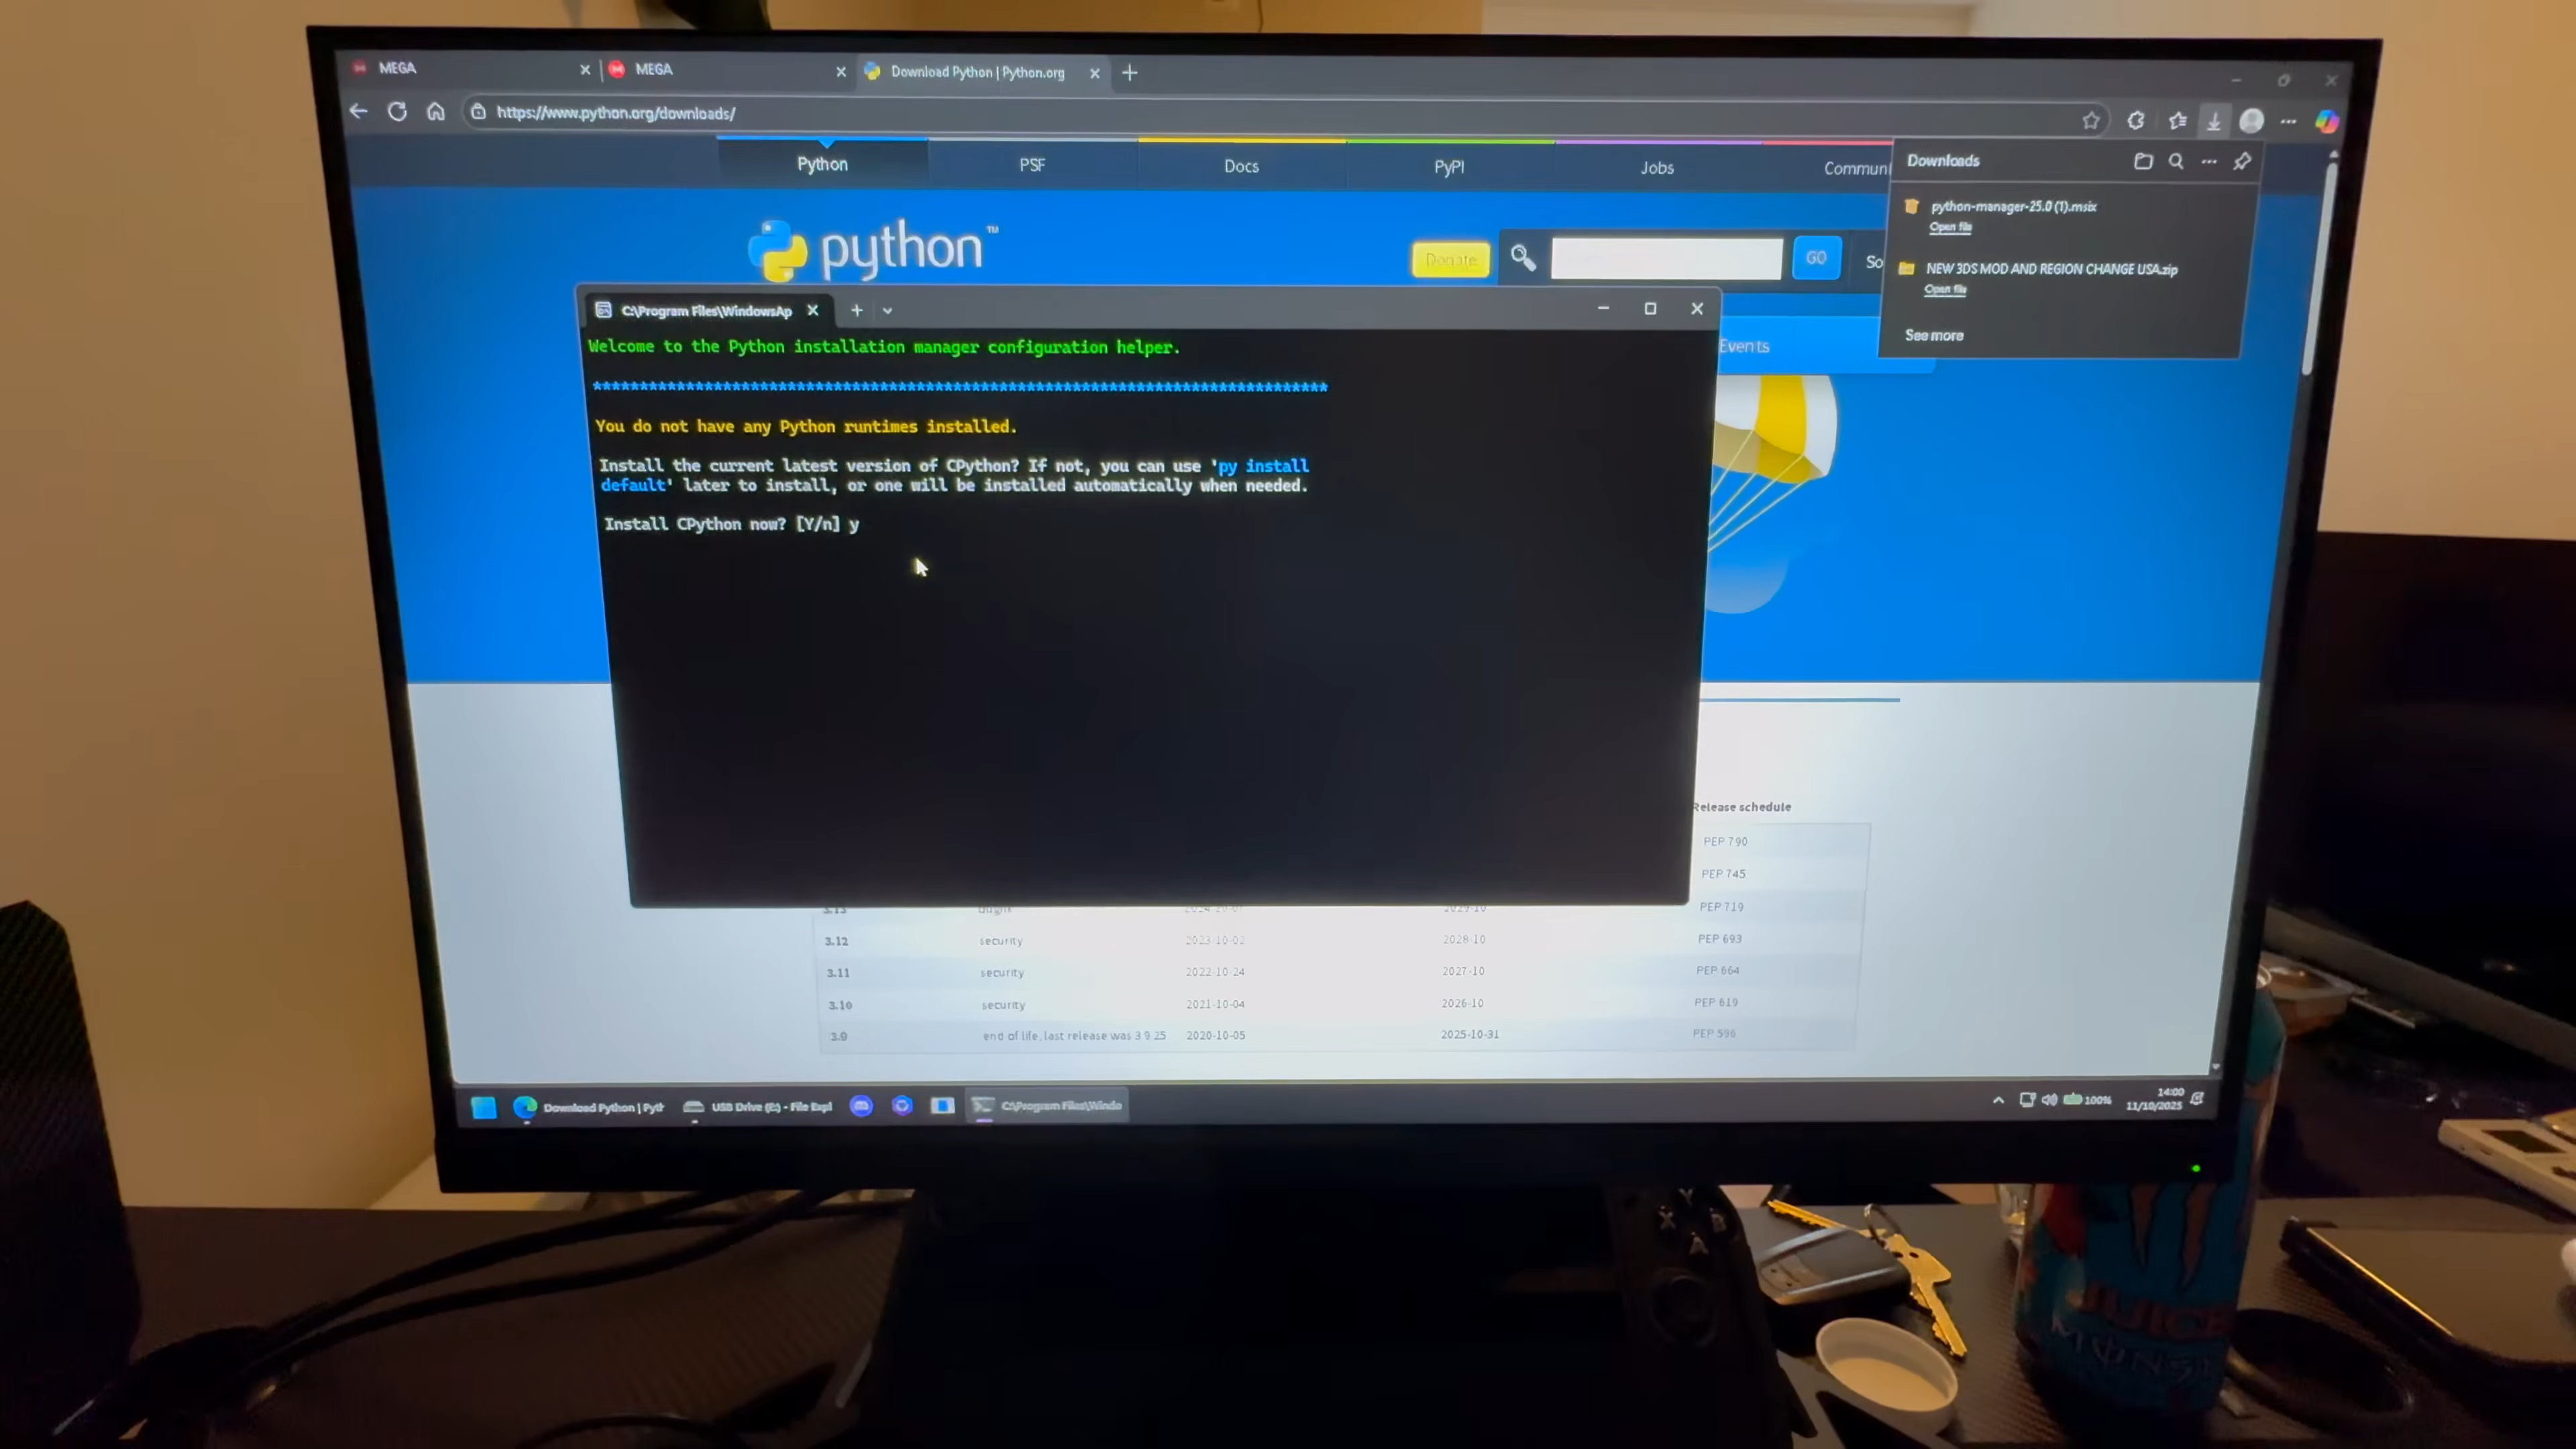 MEGA
MEGA
Download Python | Python.org
https://www.python.org/downloads/
Python
PSF
Docs
PyPI
Jobs
Commun
Downloads
python-manager-25.0 (1).msix
Open file
NEW 3DS MOD AND REGION CHANGE USA.zip
Open file
See more
python™
Donate
GO
So
Events
C:\Program Files\WindowsAp
Welcome to the Python installation manager configuration helper.
********************************************************************************
You do not have any Python runtimes installed.
Install the current latest version of CPython? If not, you can use 'py install
default' later to install, or one will be installed automatically when needed.
Install CPython now? [Y/n] y
Release schedule
PEP 790
PEP 745
PEP 719
3.12 security 2023-10-02 2028-10 PEP 693
3.11 security 2022-10-24 2027-10 PEP 664
3.10 security 2021-10-04 2026-10 PEP 619
3.9 end of life, last release was 3.9.25 2020-10-05 2025-10-31 PEP 596
Download Python | Pyth
USB Drive (E:) - File Expl
C:\Program Files\Windo
100%
14:00
11/10/2025
Y
X
B
A
JUICE
MONS